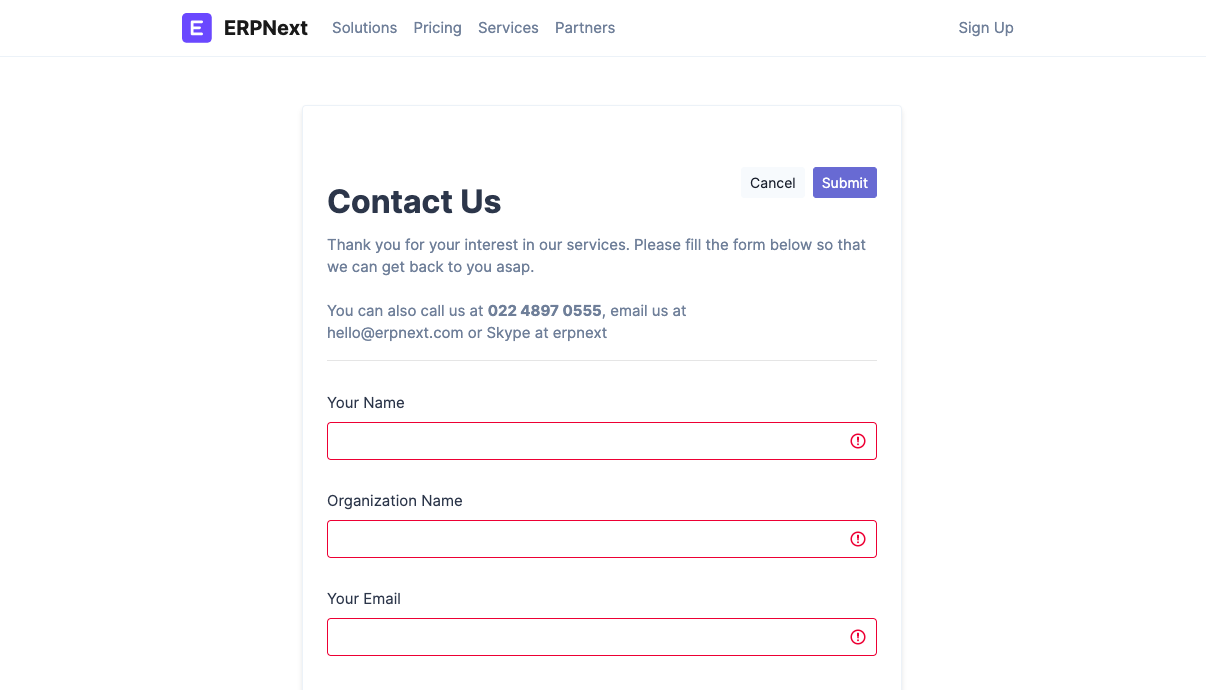 E ERPNext Solutions Pricing Services Partners Sign Up
Cancel Submit
Contact Us
Thank you for your interest in our services. Please fill the form below so that
we can get back to you asap.
You can also call us at 022 4897 0555, email us at
hello@erpnext.com or Skype at erpnext
Your Name
Organization Name
Your Email